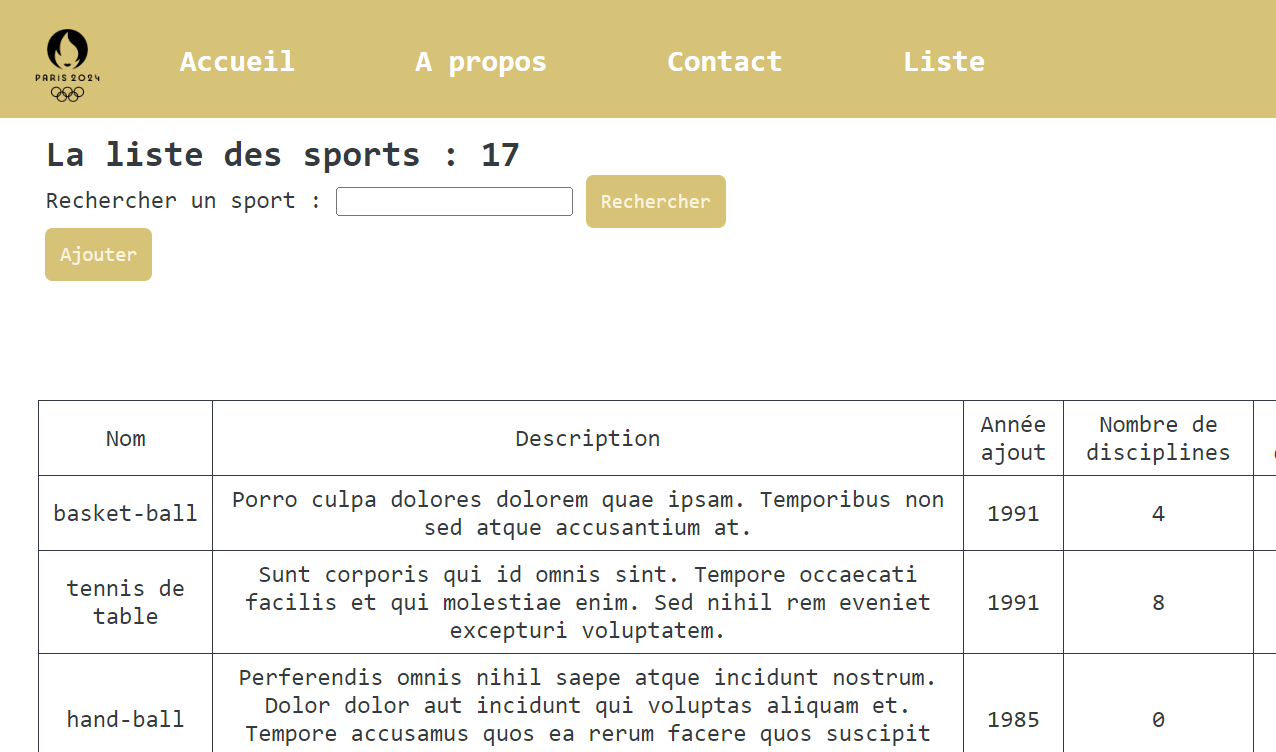 PARIS 2024
Accueil
A propos
Contact
Liste
La liste des sports : 17
Rechercher un sport :
Rechercher
Ajouter
Nom
Description
Année
ajout
Nombre de
disciplines
basket-ball
Porro culpa dolores dolorem quae ipsam. Temporibus non
sed atque accusantium at.
1991
4
tennis de
table
Sunt corporis qui id omnis sint. Tempore occaecati
facilis et qui molestiae enim. Sed nihil rem eveniet
excepturi voluptatem.
1991
8
hand-ball
Perferendis omnis nihil saepe atque incidunt nostrum.
Dolor dolor aut incidunt qui voluptas aliquam et.
Tempore accusamus quos ea rerum facere quos suscipit
1985
0